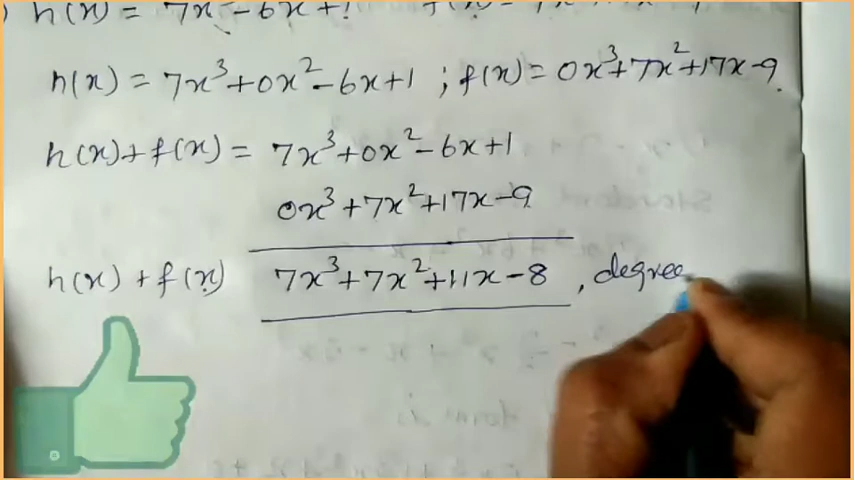 h(x) = 7x³+0x²-6x+1 ; f(x) = 0x³+7x²+17x-9
h(x)+f(x) = 7x³+0x²-6x+1
0x³+7x²+17x-9
h(x) + f(x) 7x³+7x²+11x-8 , degree